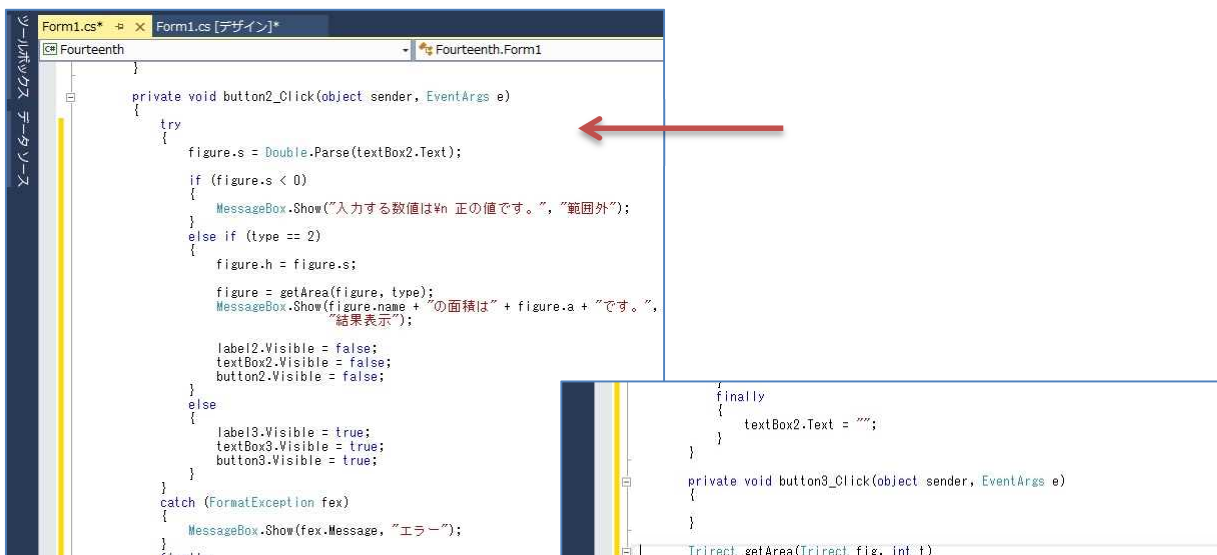 Form1.cs* Form1.cs [デザイン]*
ツールボックス データ ソース
C# Fourteenth Fourteenth.Form1
}
private void button2_Click(object sender, EventArgs e)
{
try
{
figure.s = Double.Parse(textBox2.Text);
if (figure.s < 0)
{
MessageBox.Show("入力する数値は¥n 正の値です。", "範囲外");
}
else if (type == 2)
{
figure.h = figure.s;
figure = getArea(figure, type);
MessageBox.Show(figure.name + "の面積は" + figure.a + "です。",
"結果表示");
label2.Visible = false;
textBox2.Visible = false;
button2.Visible = false;
}
else
{
label3.Visible = true;
textBox3.Visible = true;
button3.Visible = true;
}
}
catch (FormatException fex)
{
MessageBox.Show(fex.Message, "エラー");
}
}
finally
{
textBox2.Text = "";
}
}
private void button3_Click(object sender, EventArgs e)
{
}
Trirect getArea(Trirect fig, int t)